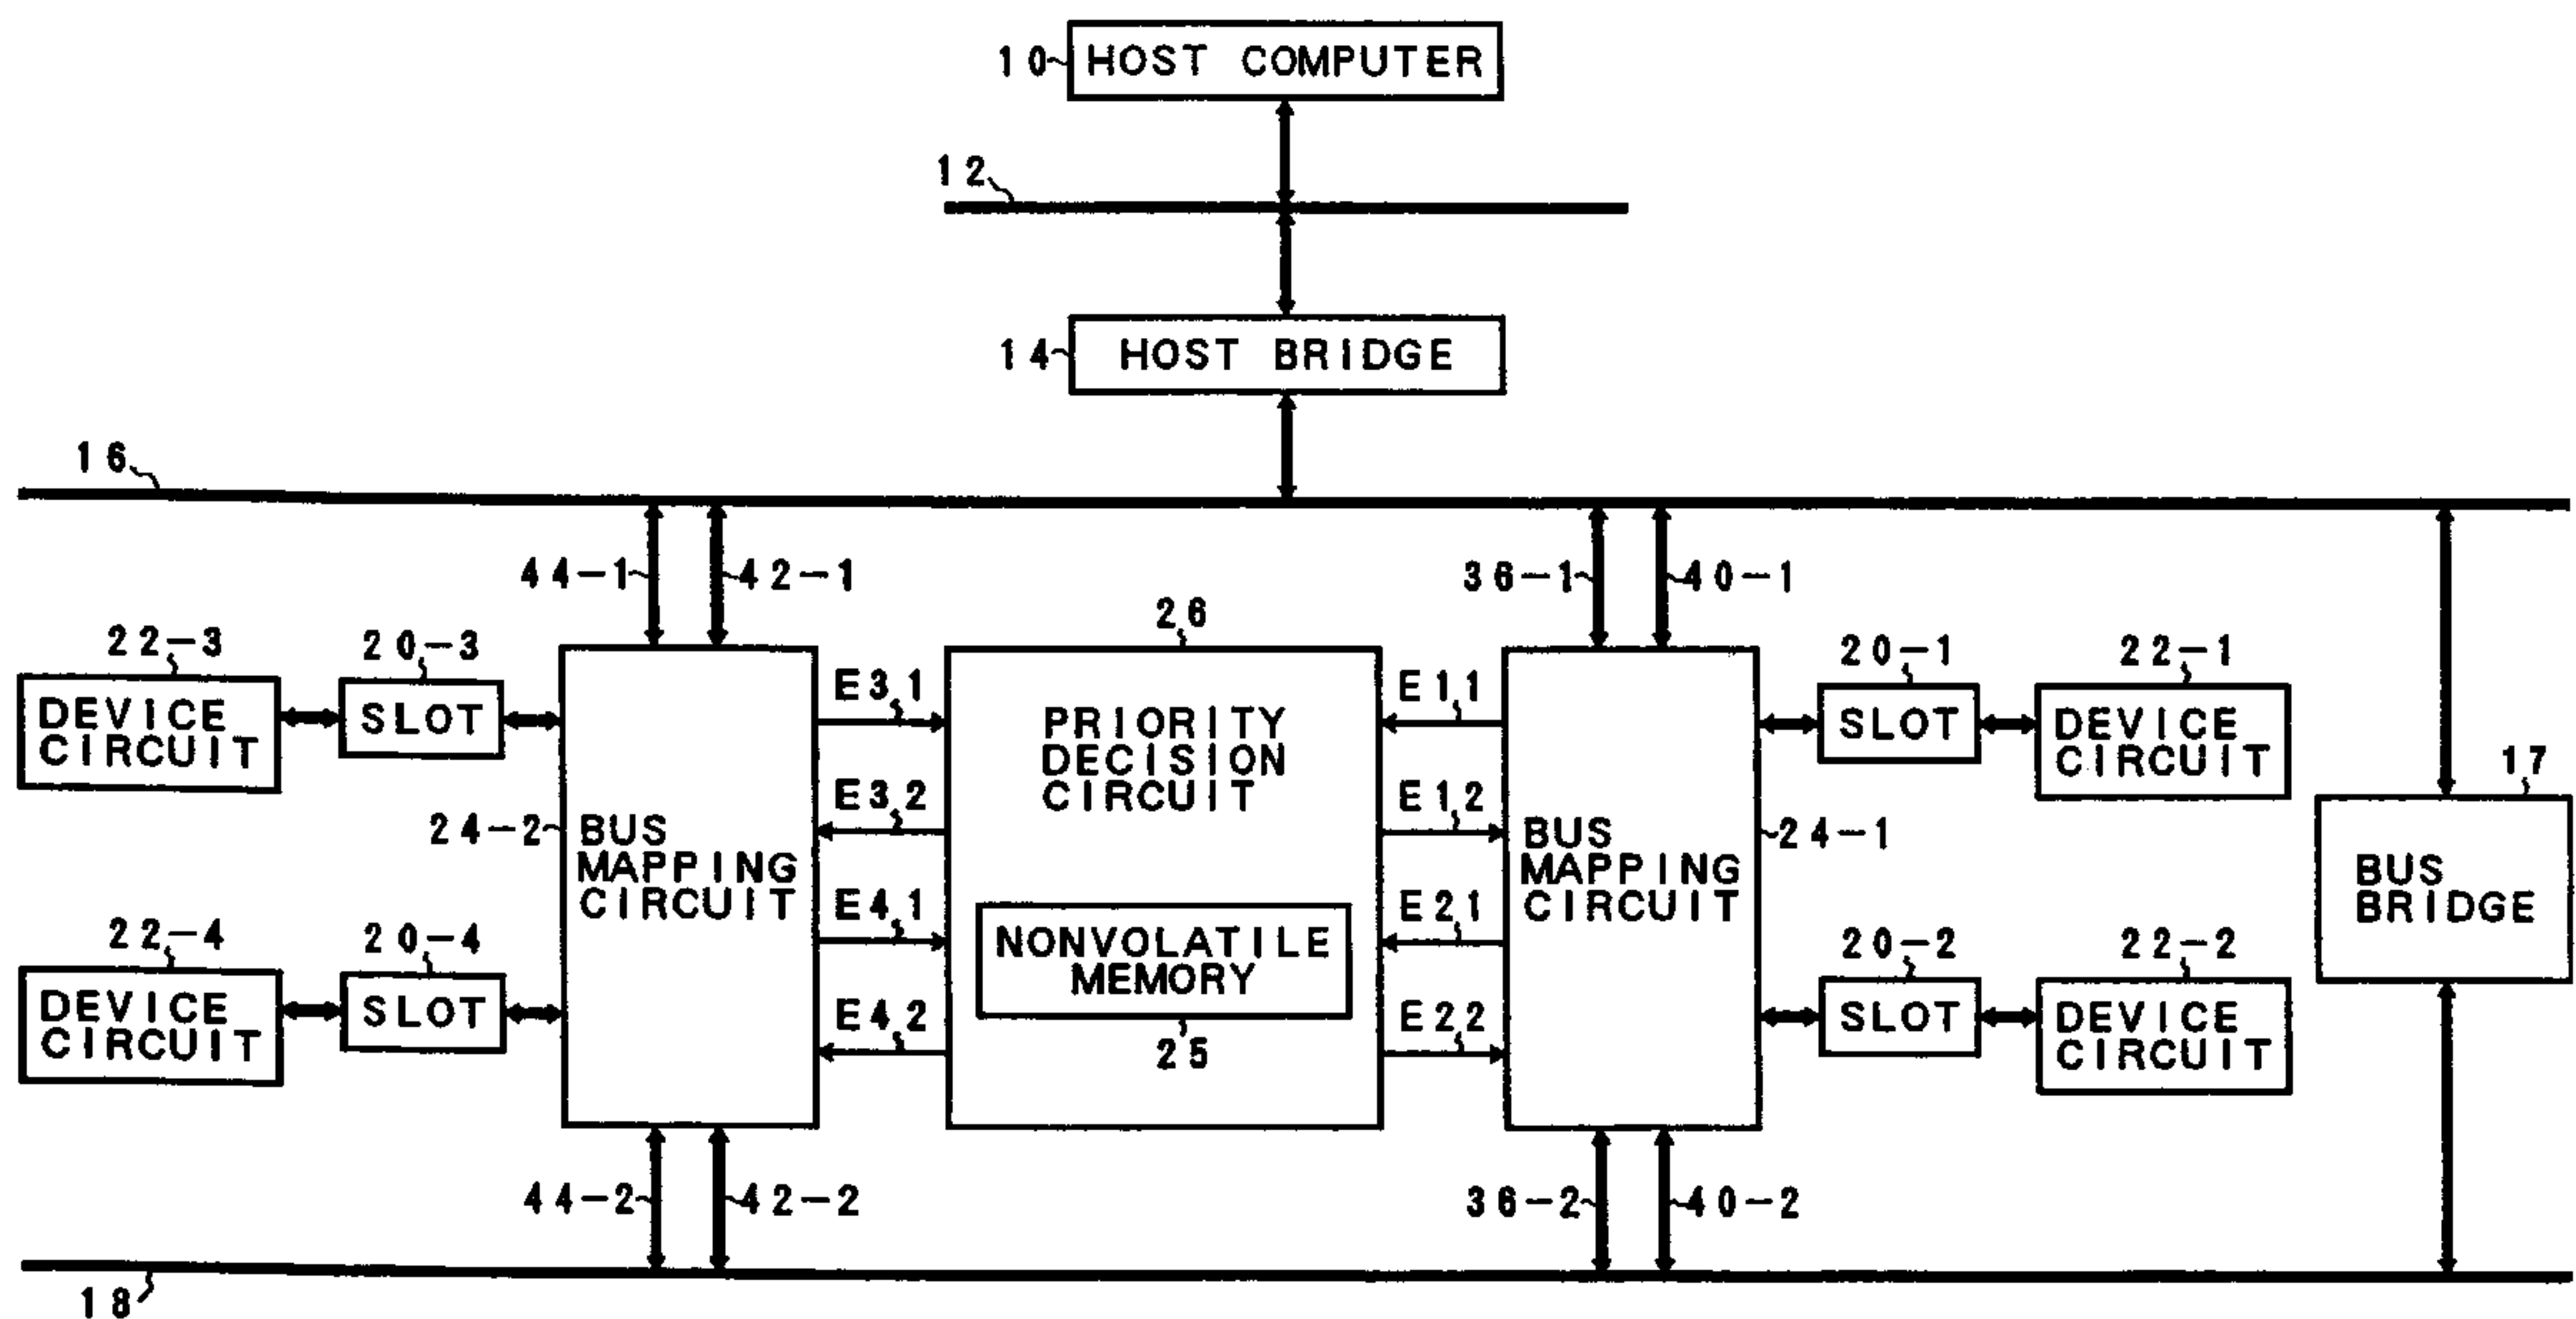 10 HOST COMPUTER
12
14 HOST BRIDGE
16
44-1 42-1 36-1 40-1
26
22-3 20-3 20-1 22-1
E31 E11
DEVICE CIRCUIT SLOT PRIORITY DECISION CIRCUIT SLOT DEVICE CIRCUIT
17
E32 E12
24-2 BUS MAPPING CIRCUIT BUS MAPPING CIRCUIT 24-1
BUS BRIDGE
E41 E21
22-4 20-4 NONVOLATILE MEMORY 20-2 22-2
DEVICE CIRCUIT SLOT E42 25 E22 SLOT DEVICE CIRCUIT
44-2 42-2 36-2 40-2
18